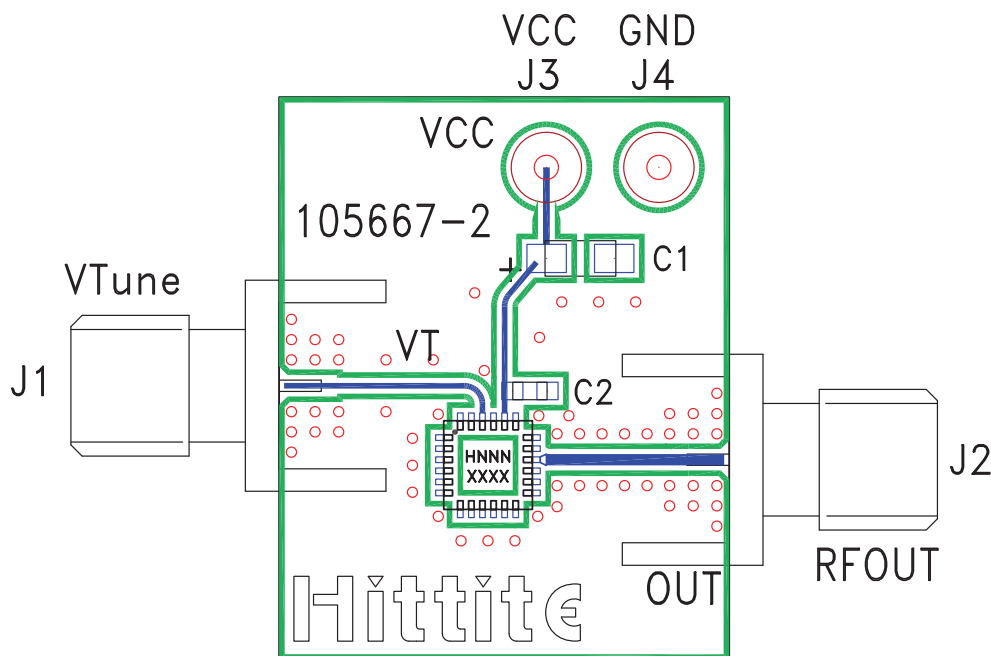 VCC GND
J3 J4
VCC
105667-2
C1
VTune
VT
J1
C2
HNNN
XXXX
J2
RFOUT
OUT
Hittite